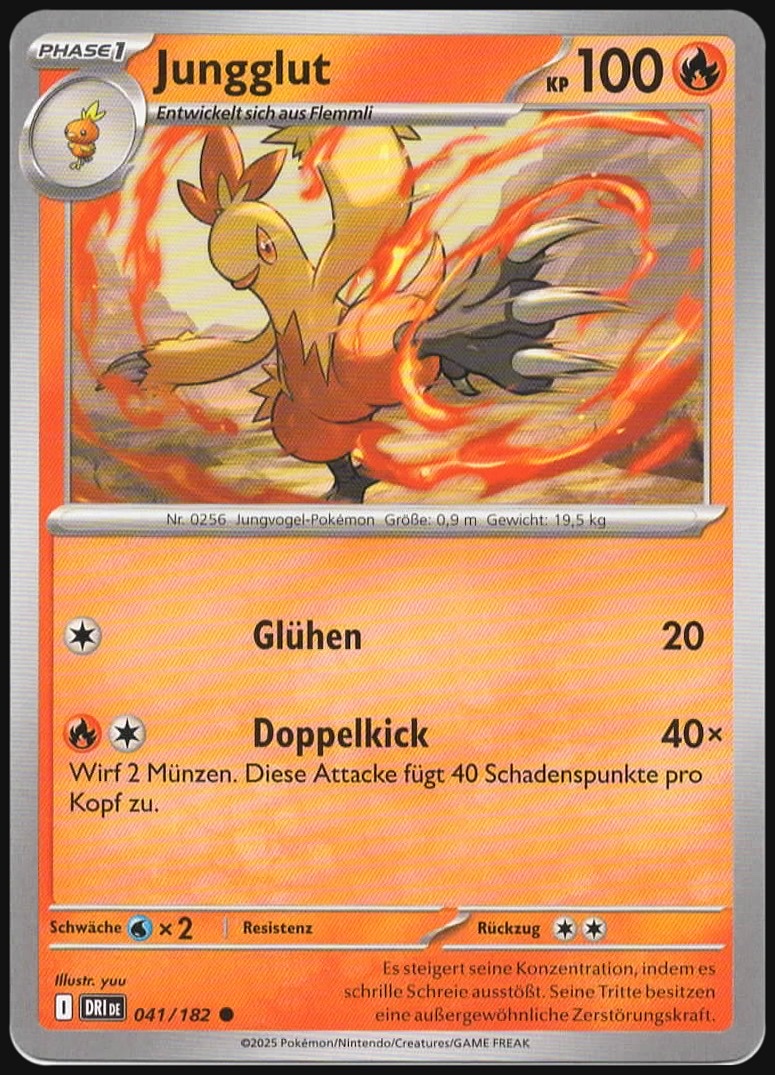 PHASE 1
Jungglut
KP 100
Entwickelt sich aus Flemmli
Nr. 0256 Jungvogel-Pokémon Größe: 0,9 m Gewicht: 19,5 kg
Glühen 20
Doppelkick 40×
Wirf 2 Münzen. Diese Attacke fügt 40 Schadenspunkte pro
Kopf zu.
Schwäche ×2 Resistenz Rückzug
Illustr. yuu
Es steigert seine Konzentration, indem es
schrille Schreie ausstößt. Seine Tritte besitzen
eine außergewöhnliche Zerstörungskraft.
I DRI DE 041/182
©2025 Pokémon/Nintendo/Creatures/GAME FREAK